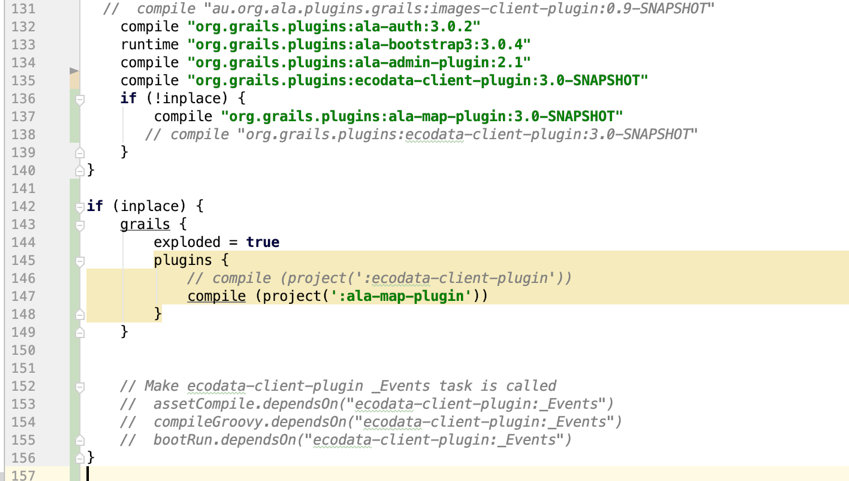 131 //  compile "au.org.ala.plugins.grails:images-client-plugin:0.9-SNAPSHOT"
132 compile "org.grails.plugins:ala-auth:3.0.2"
133 runtime "org.grails.plugins:ala-bootstrap3:3.0.4"
134 compile "org.grails.plugins:ala-admin-plugin:2.1"
135 compile "org.grails.plugins:ecodata-client-plugin:3.0-SNAPSHOT"
136 if (!inplace) {
137 compile "org.grails.plugins:ala-map-plugin:3.0-SNAPSHOT"
138 // compile "org.grails.plugins:ecodata-client-plugin:3.0-SNAPSHOT"
139 }
140 }
141
142 if (inplace) {
143 grails {
144 exploded = true
145 plugins {
146 // compile (project(':ecodata-client-plugin'))
147 compile (project(':ala-map-plugin'))
148 }
149 }
150
151
152 // Make ecodata-client-plugin _Events task is called
153 //  assetCompile.dependsOn("ecodata-client-plugin:_Events")
154 //  compileGroovy.dependsOn("ecodata-client-plugin:_Events")
155 //  bootRun.dependsOn("ecodata-client-plugin:_Events")
156 }
157